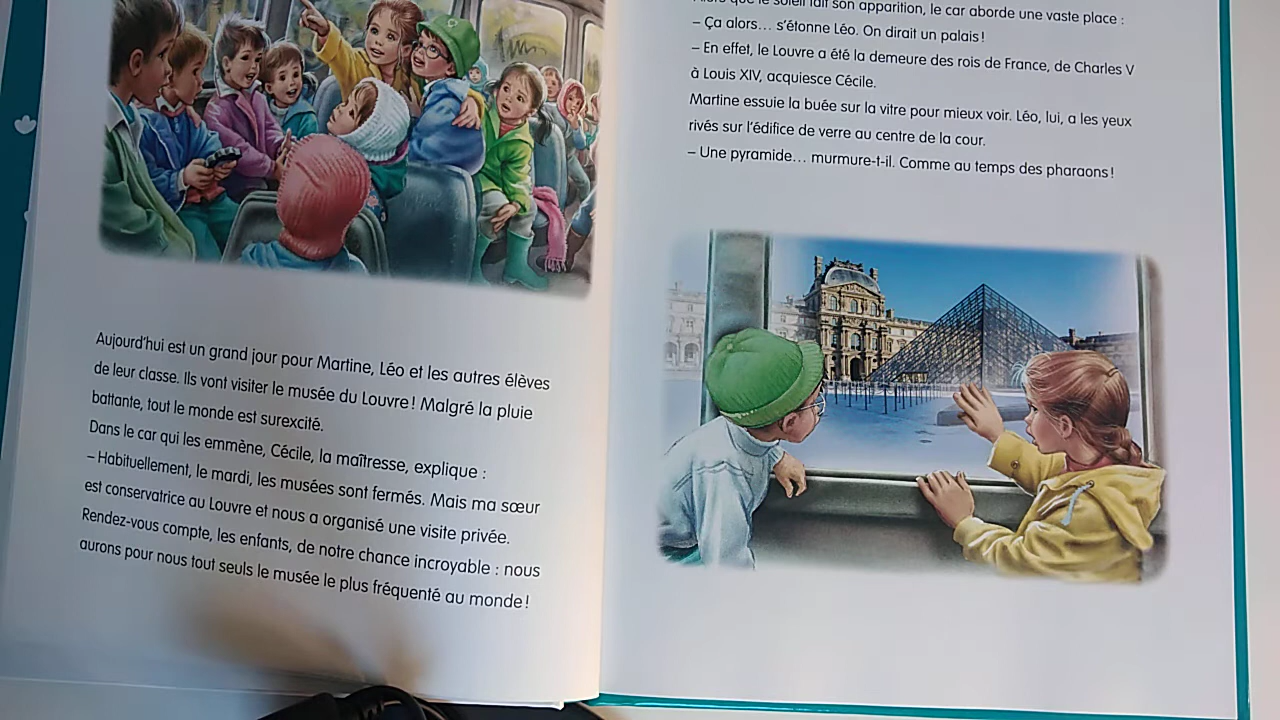 Aujourd'hui est un grand jour pour Martine, Léo et les autres élèves
de leur classe. Ils vont visiter le musée du Louvre ! Malgré la pluie
battante, tout le monde est surexcité.
Dans le car qui les emmène, Cécile, la maîtresse, explique :
– Habituellement, le mardi, les musées sont fermés. Mais ma sœur
est conservatrice au Louvre et nous a organisé une visite privée.
Rendez-vous compte, les enfants, de notre chance incroyable : nous
aurons pour nous tout seuls le musée le plus fréquenté au monde !
Alors que le soleil fait son apparition, le car aborde une vaste place :
– Ça alors… s'étonne Léo. On dirait un palais !
– En effet, le Louvre a été la demeure des rois de France, de Charles V
à Louis XIV, acquiesce Cécile.
Martine essuie la buée sur la vitre pour mieux voir. Léo, lui, a les yeux
rivés sur l'édifice de verre au centre de la cour.
– Une pyramide… murmure-t-il. Comme au temps des pharaons !